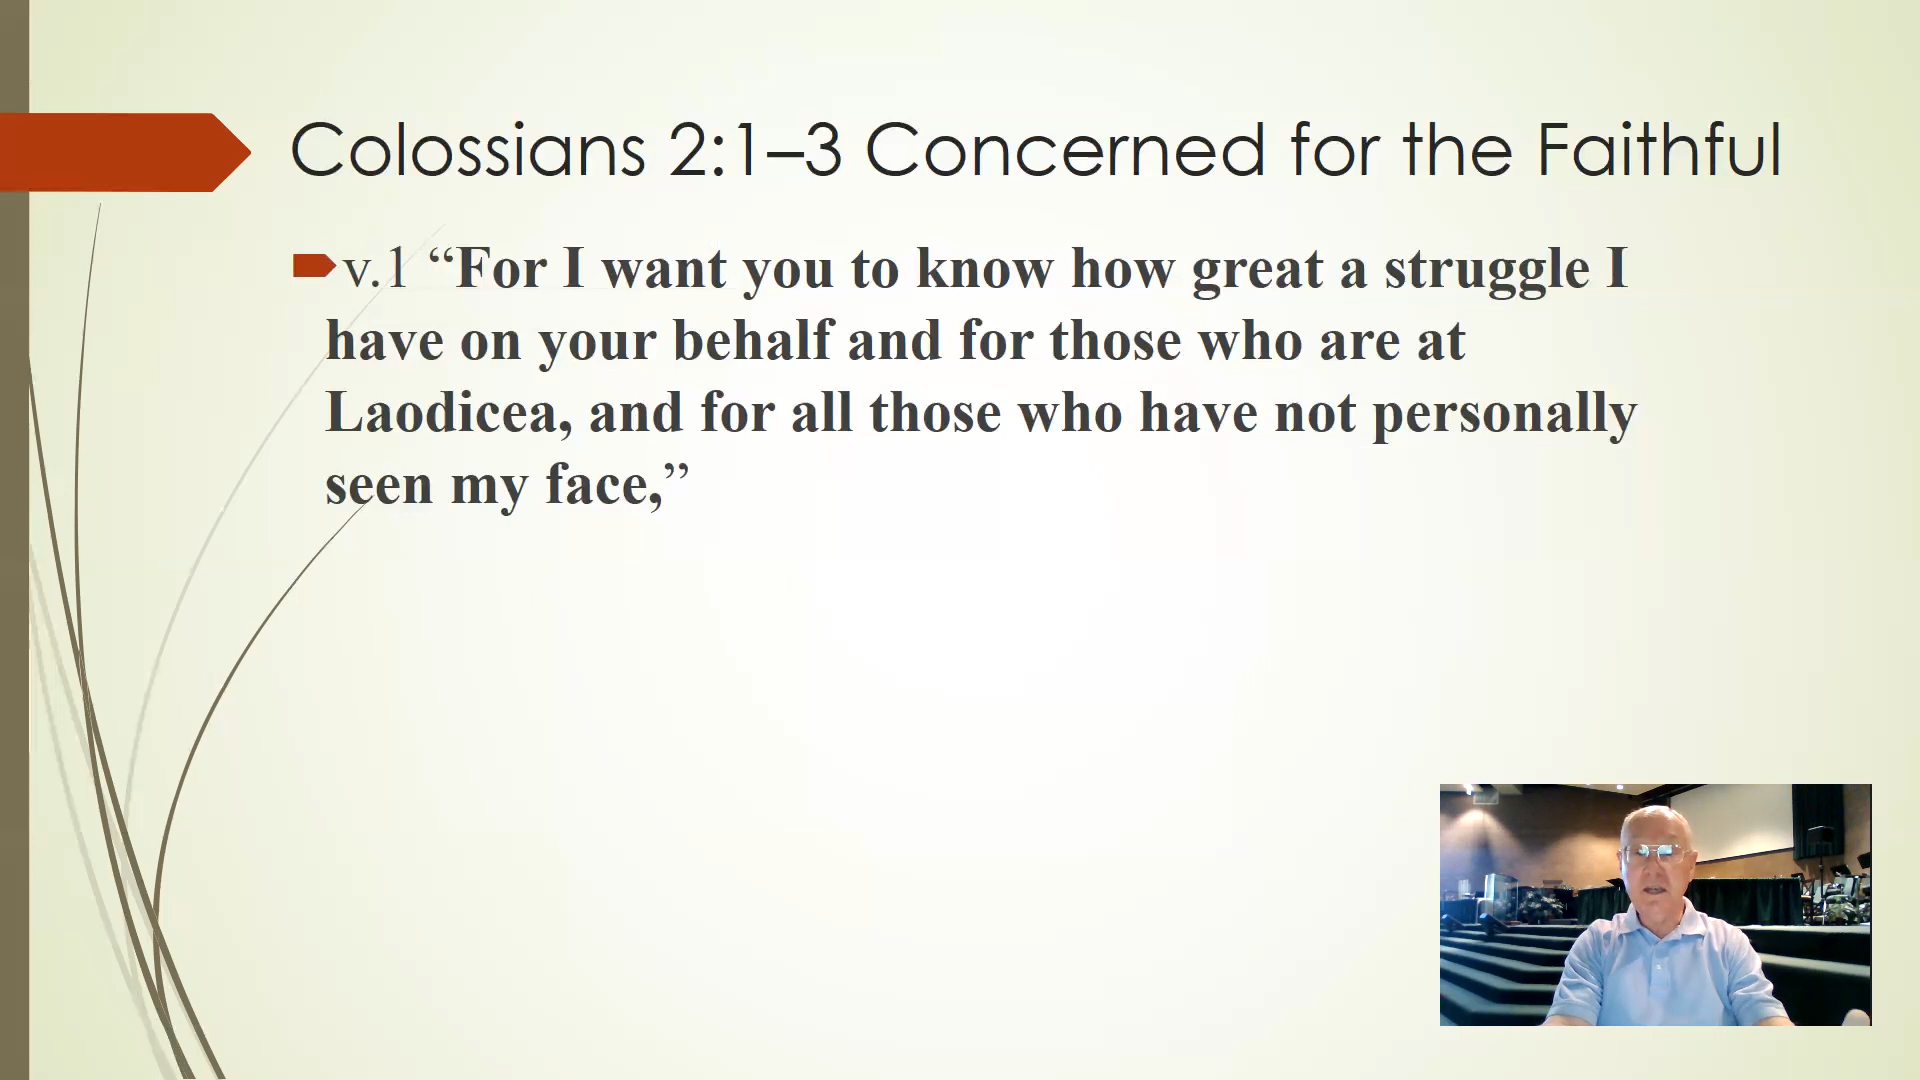 Colossians 2:1–3 Concerned for the Faithful
v.1 “For I want you to know how great a struggle I
have on your behalf and for those who are at
Laodicea, and for all those who have not personally
seen my face,”